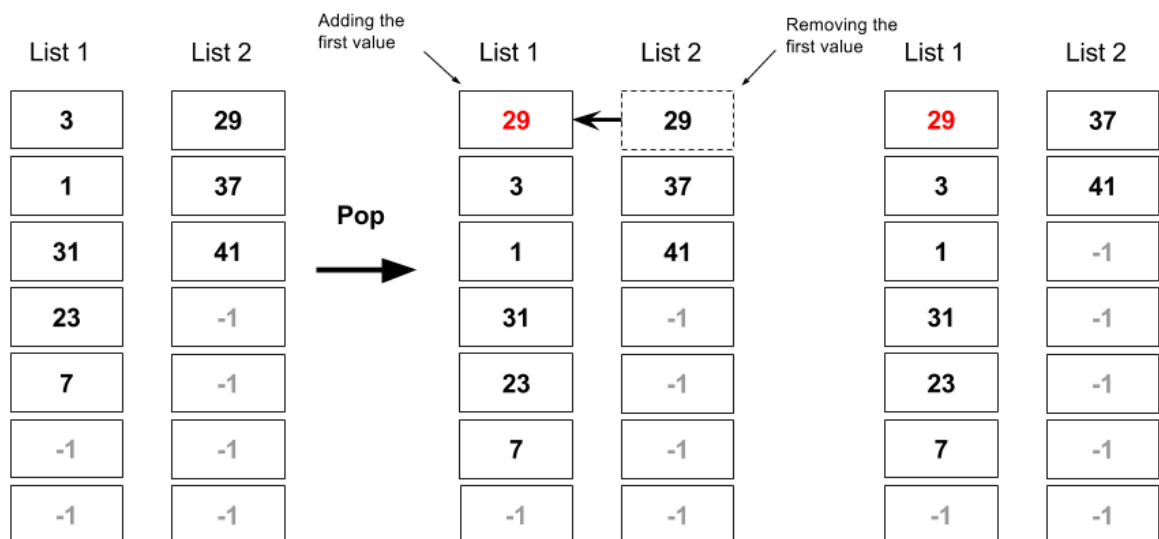 Adding the
first value
Removing the
first value
List 1 List 2 List 1 List 2 List 1 List 2
3 29 29 29 29 37
1 37 3 37 3 41
Pop
31 41 1 41 1 -1
23 -1 31 -1 31 -1
7 -1 23 -1 23 -1
-1 -1 7 -1 7 -1
-1 -1 -1 -1 -1 -1